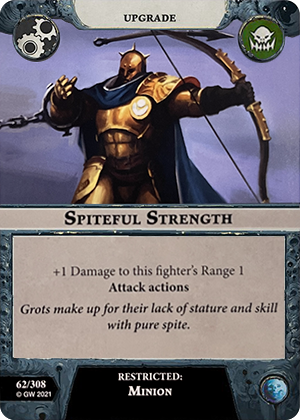 UPGRADE
SPITEFUL STRENGTH
+1 Damage to this fighter's Range 1
Attack actions
Grots make up for their lack of stature and skill
with pure spite.
62/308
© GW 2021
RESTRICTED:
MINION